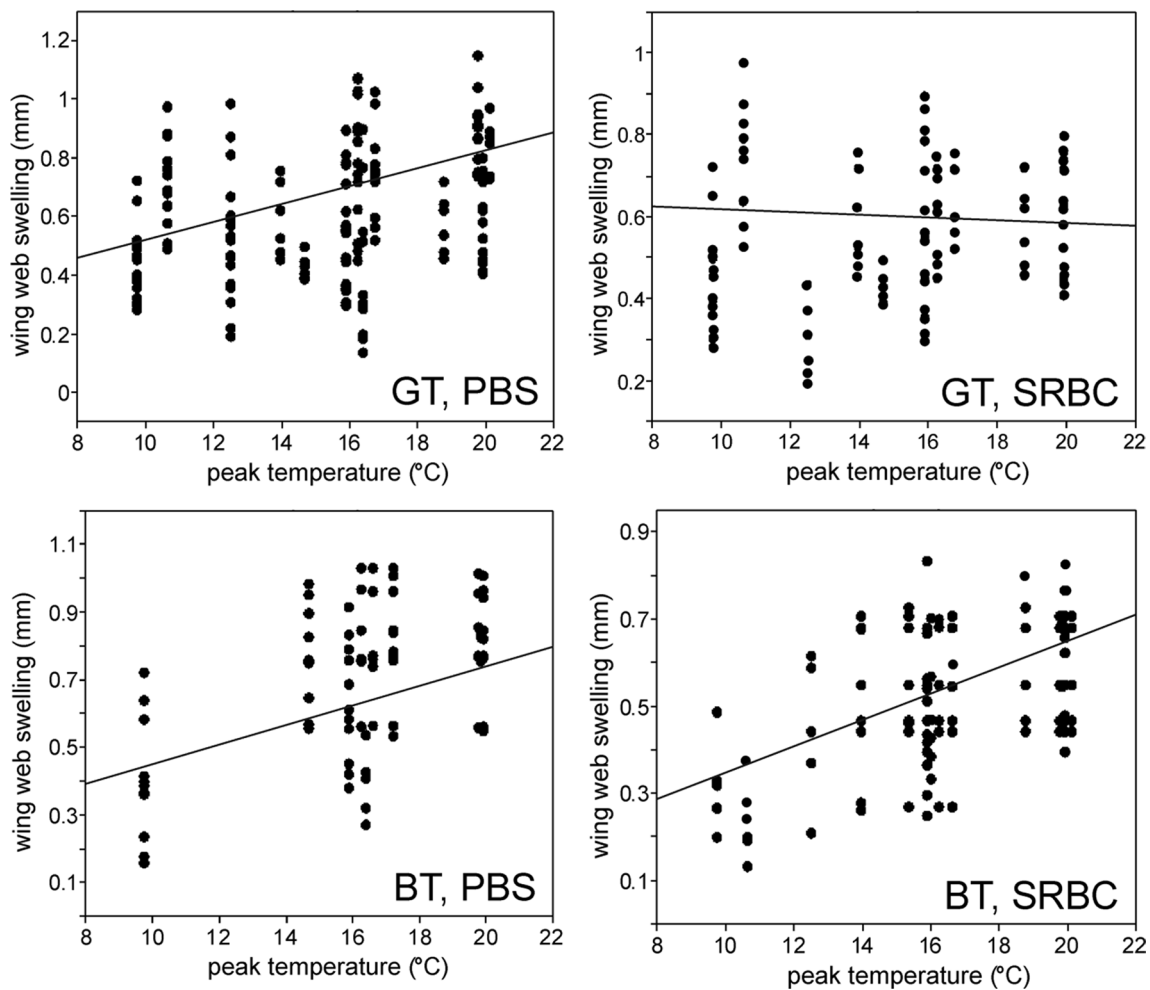 1.2
1
0.8
0.6
0.4
0.2
0
wing web swelling (mm)
GT, PBS
8 10 12 14 16 18 20 22
peak temperature (°C)
1
0.8
0.6
0.4
0.2
wing web swelling (mm)
GT, SRBC
8 10 12 14 16 18 20 22
peak temperature (°C)
1.1
0.9
0.7
0.5
0.3
0.1
wing web swelling (mm)
BT, PBS
8 10 12 14 16 18 20 22
peak temperature (°C)
0.9
0.7
0.5
0.3
0.1
wing web swelling (mm)
BT, SRBC
8 10 12 14 16 18 20 22
peak temperature (°C)